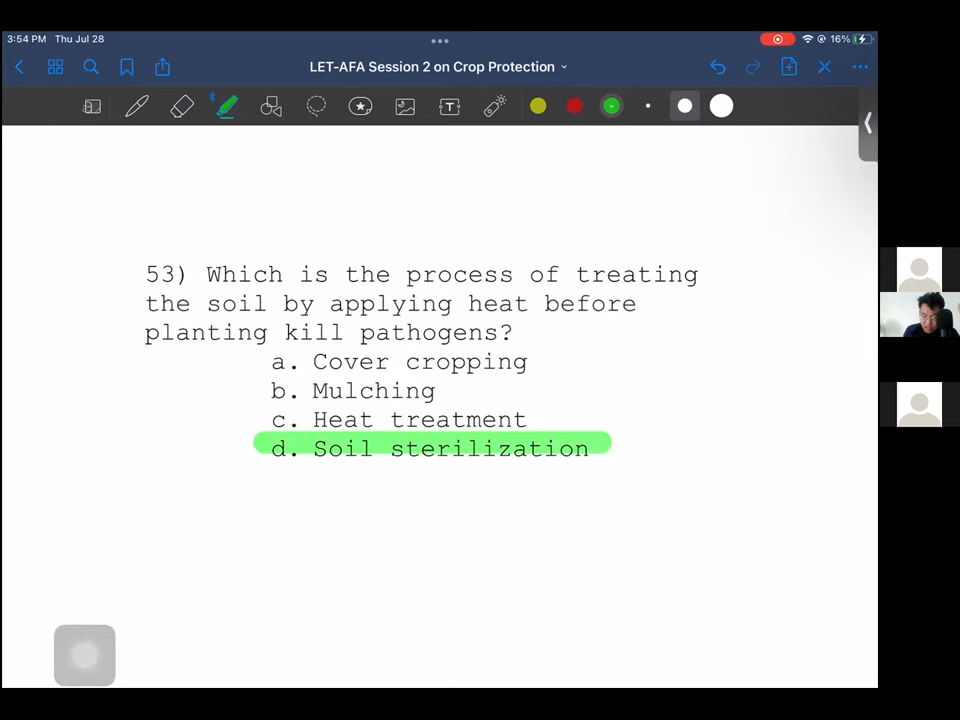 3:54 PM Thu Jul 28
16%
LET-AFA Session 2 on Crop Protection
T
53) Which is the process of treating
the soil by applying heat before
planting kill pathogens?
a. Cover cropping
b. Mulching
c. Heat treatment
d. Soil sterilization